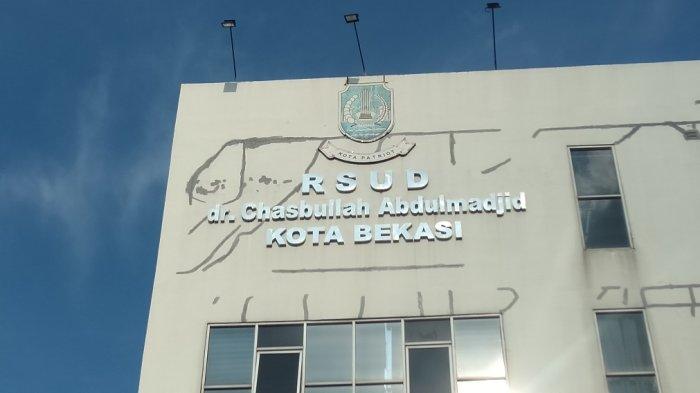 KOTA PATRIOT
RSUD
dr. Chasbullah Abdulmadjid
KOTA BEKASI